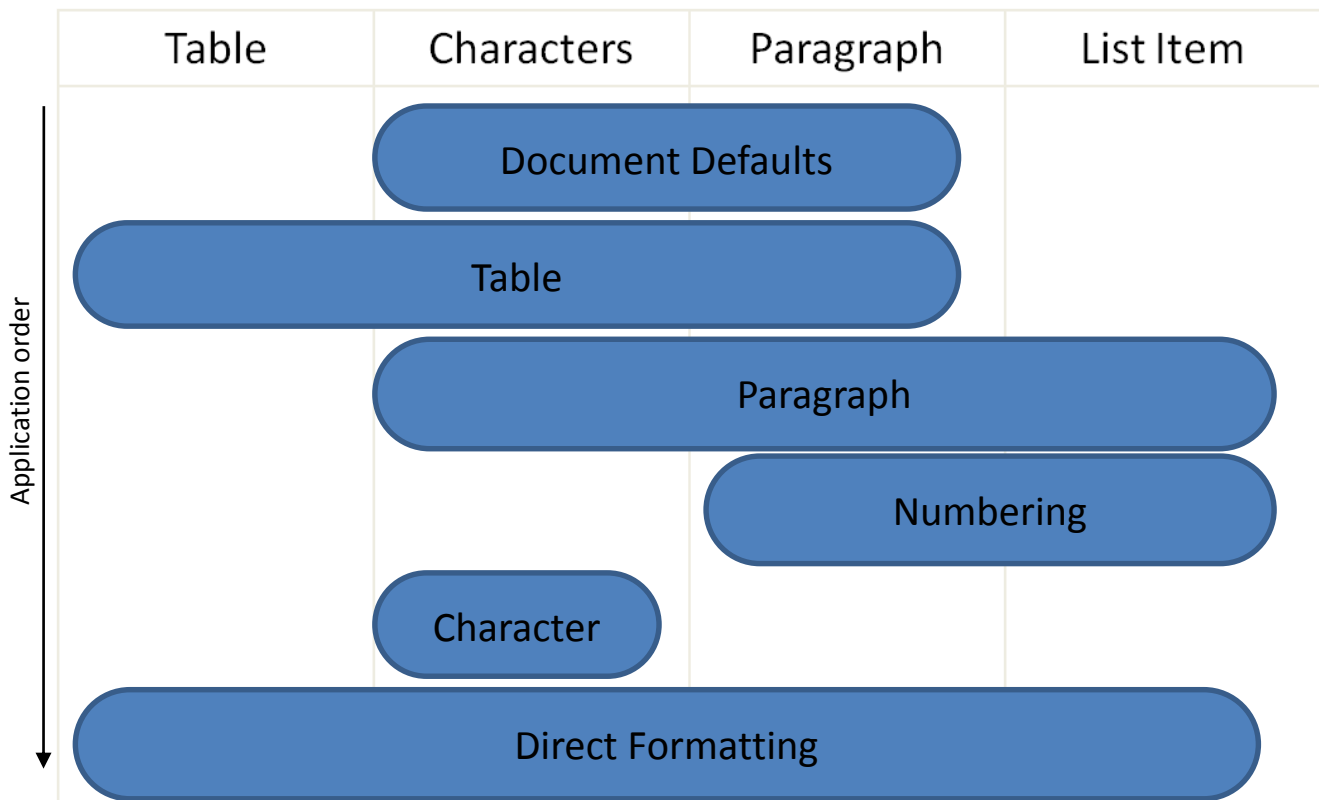 Table Characters Paragraph List Item
Document Defaults
Table
Paragraph
Numbering
Character
Direct Formatting
Application order